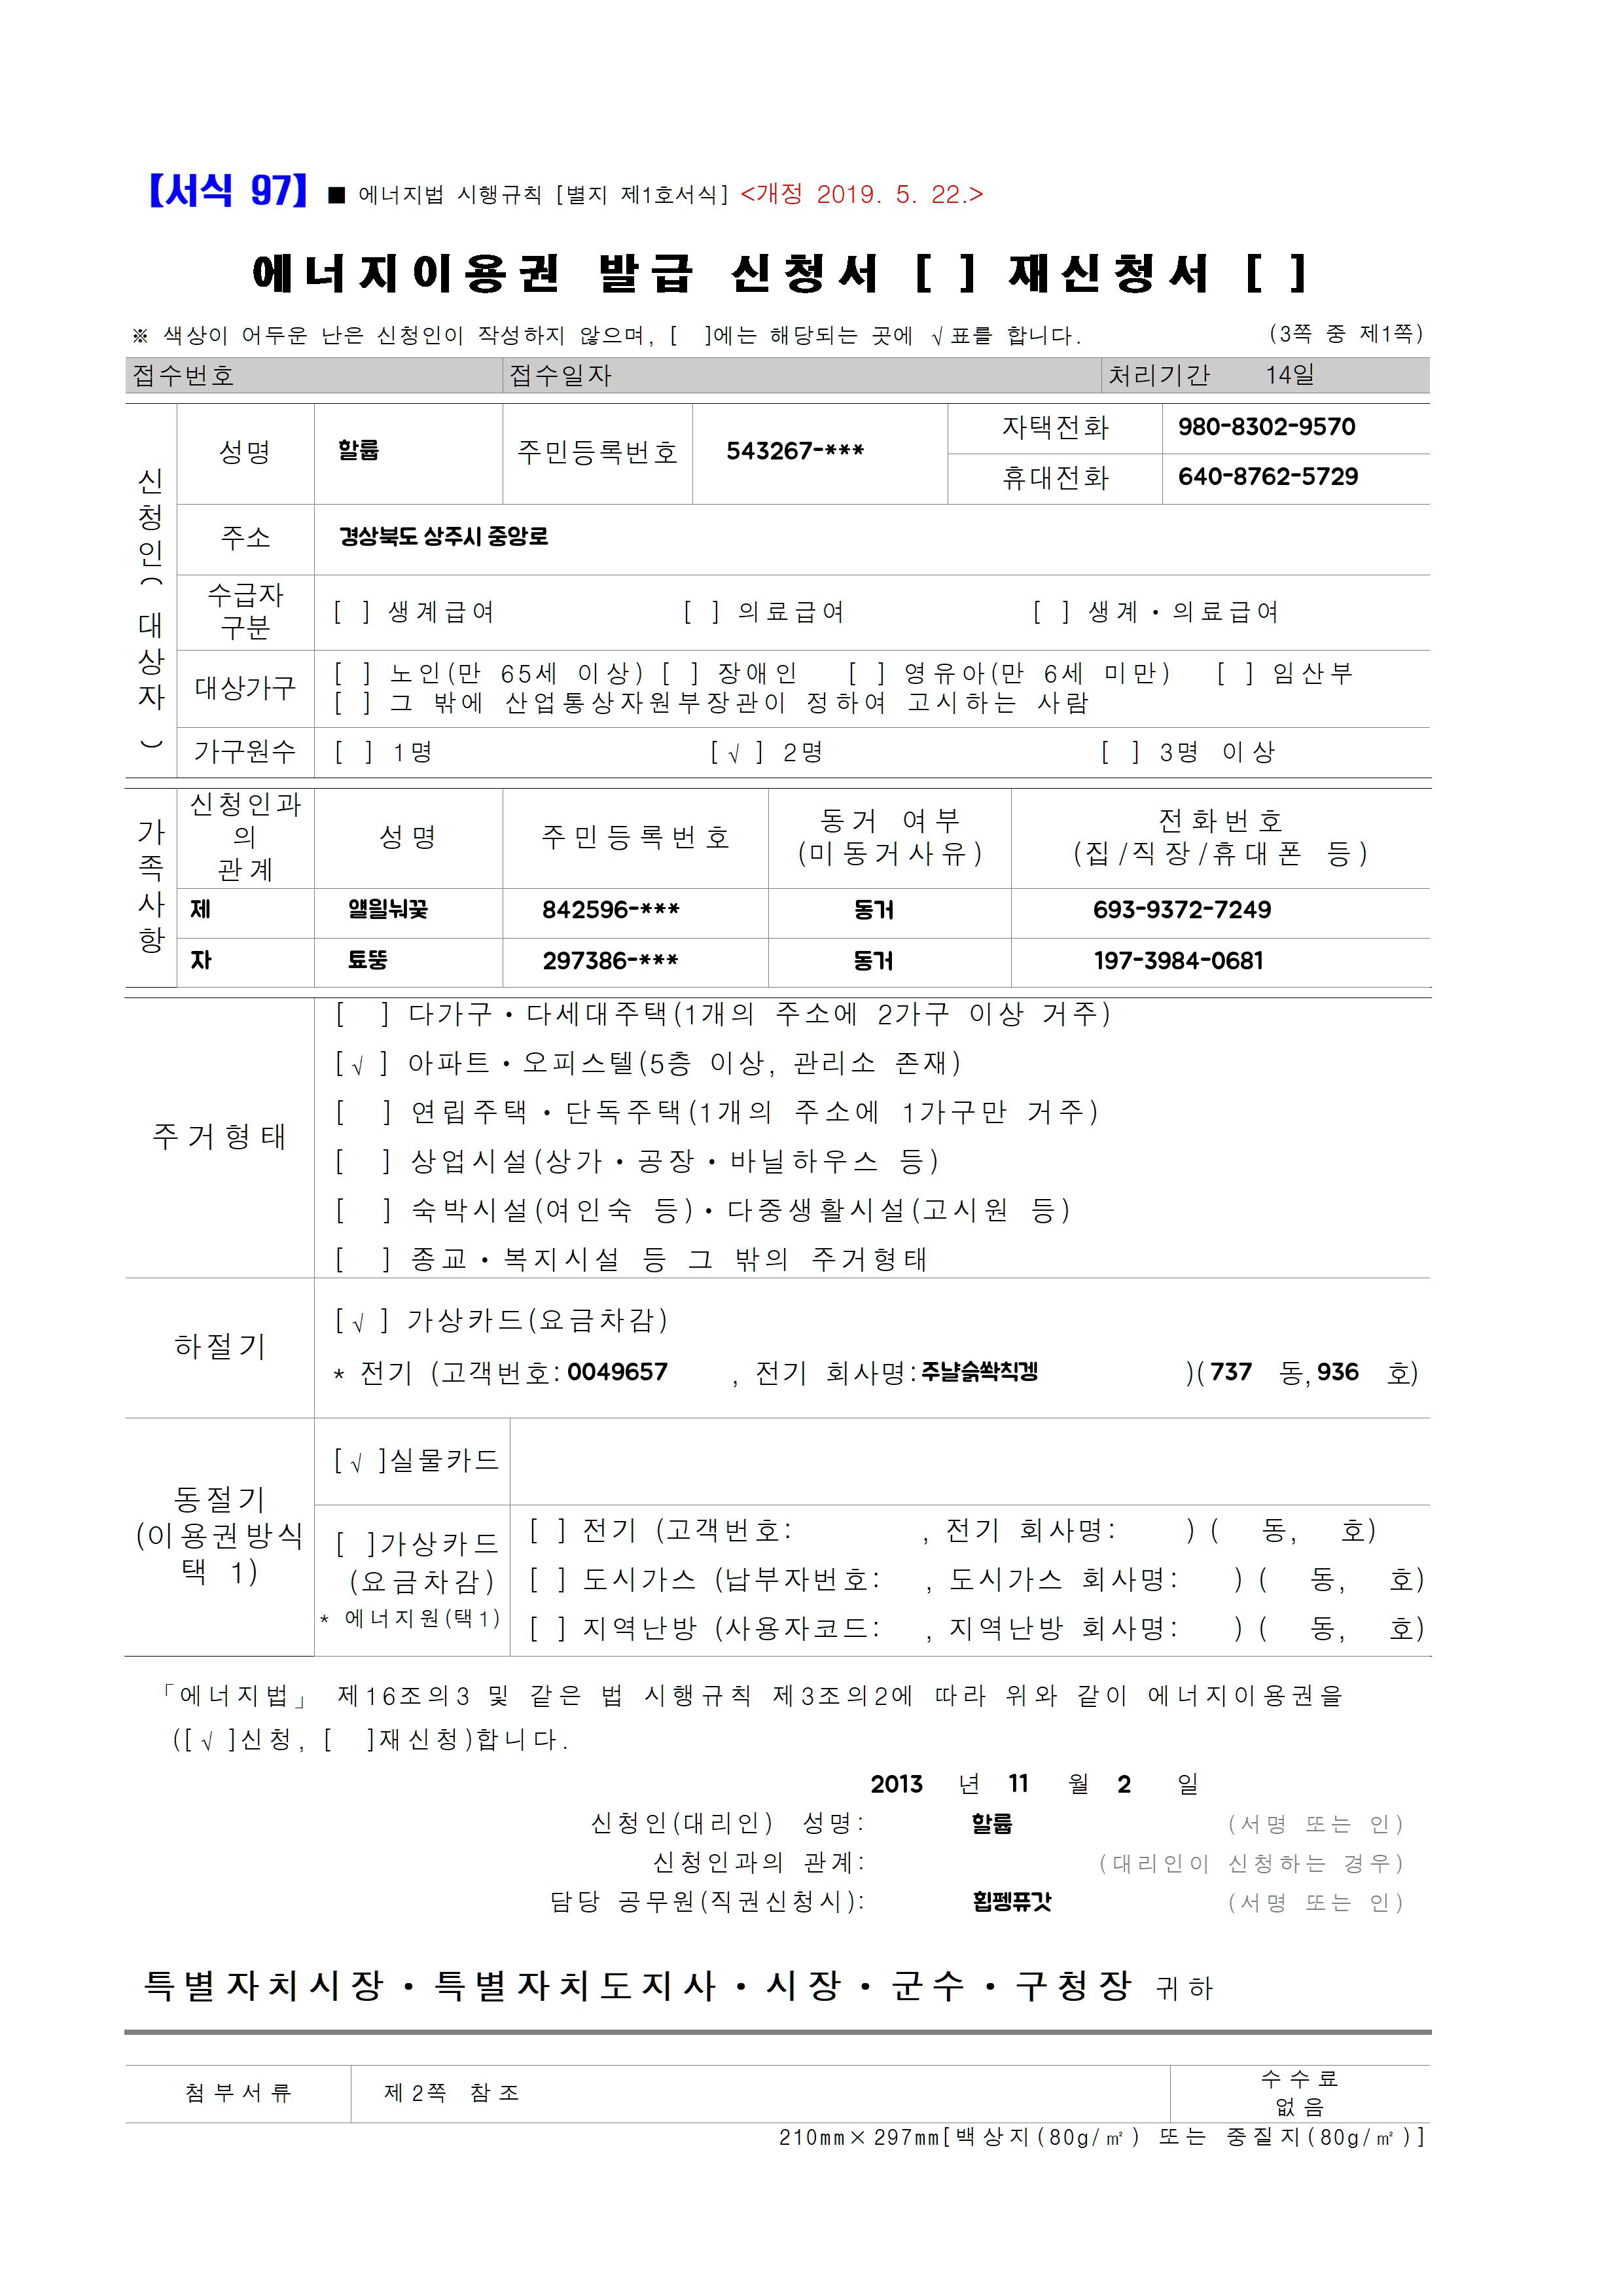 【서식 97】 ■ 에너지법 시행규칙 [별지 제1호서식] <개정 2019. 5. 22.>
에너지이용권 발급 신청서 [ ] 재신청서 [ ]
※ 색상이 어두운 난은 신청인이 작성하지 않으며, [ ]에는 해당되는 곳에 √표를 합니다. (3쪽 중 제1쪽)
접수번호 접수일자 처리기간 14일
신청인(대상자)
성명 할룹 주민등록번호 543267-***
자택전화 980-8302-9570
휴대전화 640-8762-5729
주소 경상북도 상주시 중앙로
수급자 구분 [ ] 생계급여 [ ] 의료급여 [ ] 생계·의료급여
대상가구 [ ] 노인(만 65세 이상) [ ] 장애인 [ ] 영유아(만 6세 미만) [ ] 임산부
[ ] 그 밖에 산업통상자원부장관이 정하여 고시하는 사람
가구원수 [ ] 1명 [√] 2명 [ ] 3명 이상
가족사항
신청인과의 관계 성명 주민등록번호 동거 여부 (미동거사유) 전화번호 (집/직장/휴대폰 등)
제 앨읠눠꽃 842596-*** 동거 693-9372-7249
자 툐뚱 297386-*** 동거 197-3984-0681
주거형태
[ ] 다가구·다세대주택(1개의 주소에 2가구 이상 거주)
[√] 아파트·오피스텔(5층 이상, 관리소 존재)
[ ] 연립주택·단독주택(1개의 주소에 1가구만 거주)
[ ] 상업시설(상가·공장·바닐하우스 등)
[ ] 숙박시설(여인숙 등)·다중생활시설(고시원 등)
[ ] 종교·복지시설 등 그 밖의 주거형태
하절기
[√] 가상카드(요금차감)
* 전기 (고객번호: 0049657 , 전기 회사명: 주냘슭쏵칙겡 )( 737 동, 936 호)
동절기
(이용권방식
택 1)
[√]실물카드
[ ]가상카드
(요금차감)
* 에너지원(택1)
[ ] 전기 (고객번호: , 전기 회사명: ) ( 동, 호)
[ ] 도시가스 (납부자번호: , 도시가스 회사명: ) ( 동, 호)
[ ] 지역난방 (사용자코드: , 지역난방 회사명: ) ( 동, 호)
「에너지법」 제16조의3 및 같은 법 시행규칙 제3조의2에 따라 위와 같이 에너지이용권을
([√]신청, [ ]재신청)합니다.
2013 년 11 월 2 일
신청인(대리인) 성명: 할룹 (서명 또는 인)
신청인과의 관계: (대리인이 신청하는 경우)
담당 공무원(직권신청시): 횝펭퓨갓 (서명 또는 인)
특별자치시장·특별자치도지사·시장·군수·구청장 귀하
첨부서류 제2쪽 참조 수수료 없음
210mm×297mm[백상지(80g/㎡) 또는 중질지(80g/㎡)]